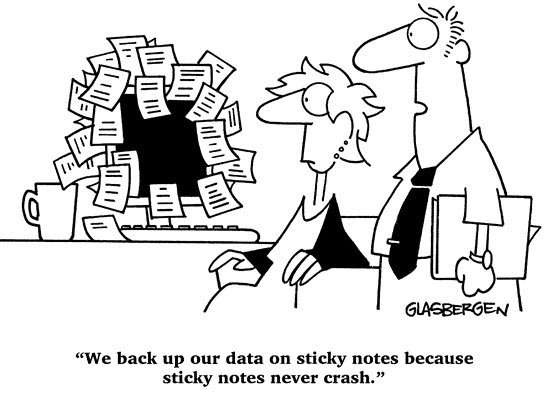 GLASBERGEN
“We back up our data on sticky notes because
sticky notes never crash.”